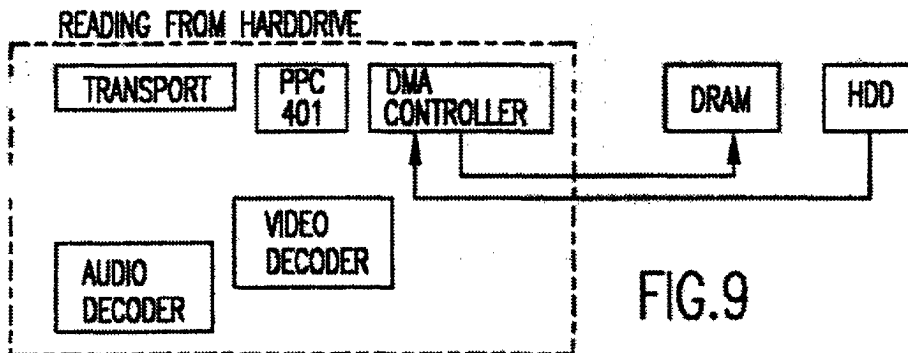 READING FROM HARDDRIVE
TRANSPORT
PPC
401
DMA
CONTROLLER
DRAM
HDD
VIDEO
DECODER
AUDIO
DECODER
FIG.9